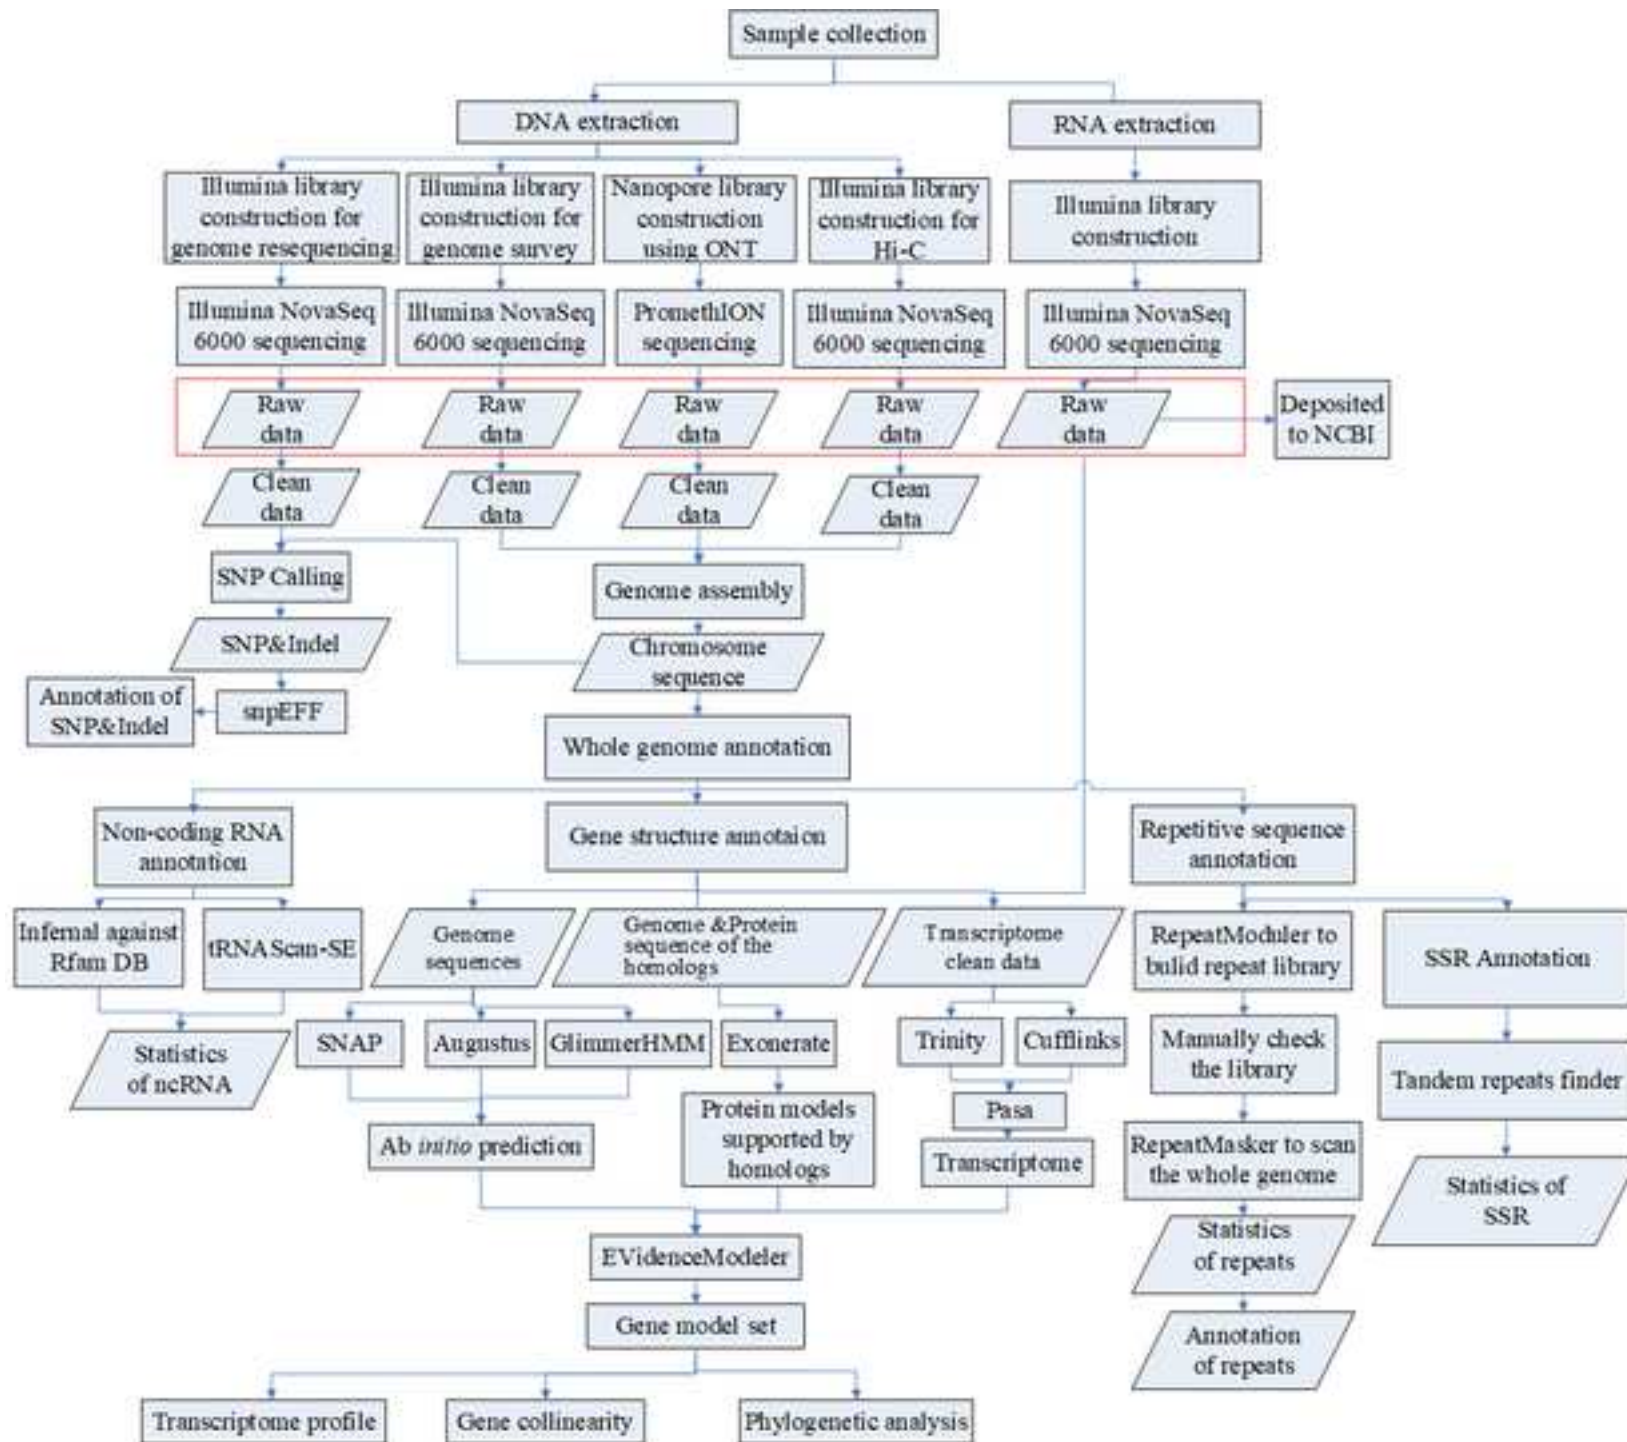 Sample collection
DNA extraction
RNA extraction
Illumina library
construction for
genome resequencing
Illumina library
construction for
genome survey
Nanopore library
construction
using ONT
Illumina library
construction for
Hi-C
Illumina library
construction
Illumina NovaSeq
6000 sequencing
Illumina NovaSeq
6000 sequencing
PromethION
sequencing
Illumina NovaSeq
6000 sequencing
Illumina NovaSeq
6000 sequencing
Raw
data
Raw
data
Raw
data
Raw
data
Raw
data
Deposited
to NCBI
Clean
data
Clean
data
Clean
data
Clean
data
SNP Calling
Genome assembly
SNP&Indel
Chromosome
sequence
Annotation of
SNP&Indel
snpEFF
Whole genome annotation
Non-coding RNA
annotation
Gene structure annotaion
Repetitive sequence
annotation
Infernal against
Rfam DB
tRNAScan-SE
Genome
sequences
Genome &Protein
sequence of the
homologs
Transcriptome
clean data
RepeatModuler to
bulid repeat library
SSR Annotation
Statistics
of ncRNA
SNAP
Augustus
GlimmerHMM
Exonerate
Trinity
Cufflinks
Manually check
the library
Tandem repeats finder
Ab initio prediction
Protein models
supported by
homologs
Pasa
Transcriptome
RepeatMasker to scan
the whole genome
Statistics of
SSR
EVidenceModeler
Statistics
of repeats
Gene model set
Annotation
of repeats
Transcriptome profile
Gene collinearity
Phylogenetic analysis